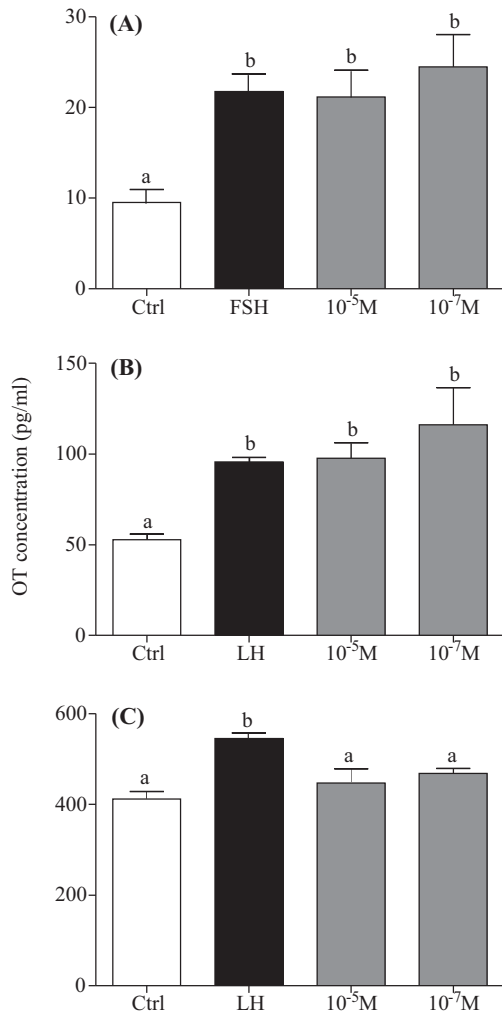 (A)
30
20
10
0
a
b
b
b
Ctrl
FSH
10⁻⁵M
10⁻⁷M
OT concentration (pg/ml)
(B)
150
100
50
0
a
b
b
b
Ctrl
LH
10⁻⁵M
10⁻⁷M
(C)
600
400
200
0
a
b
a
a
Ctrl
LH
10⁻⁵M
10⁻⁷M